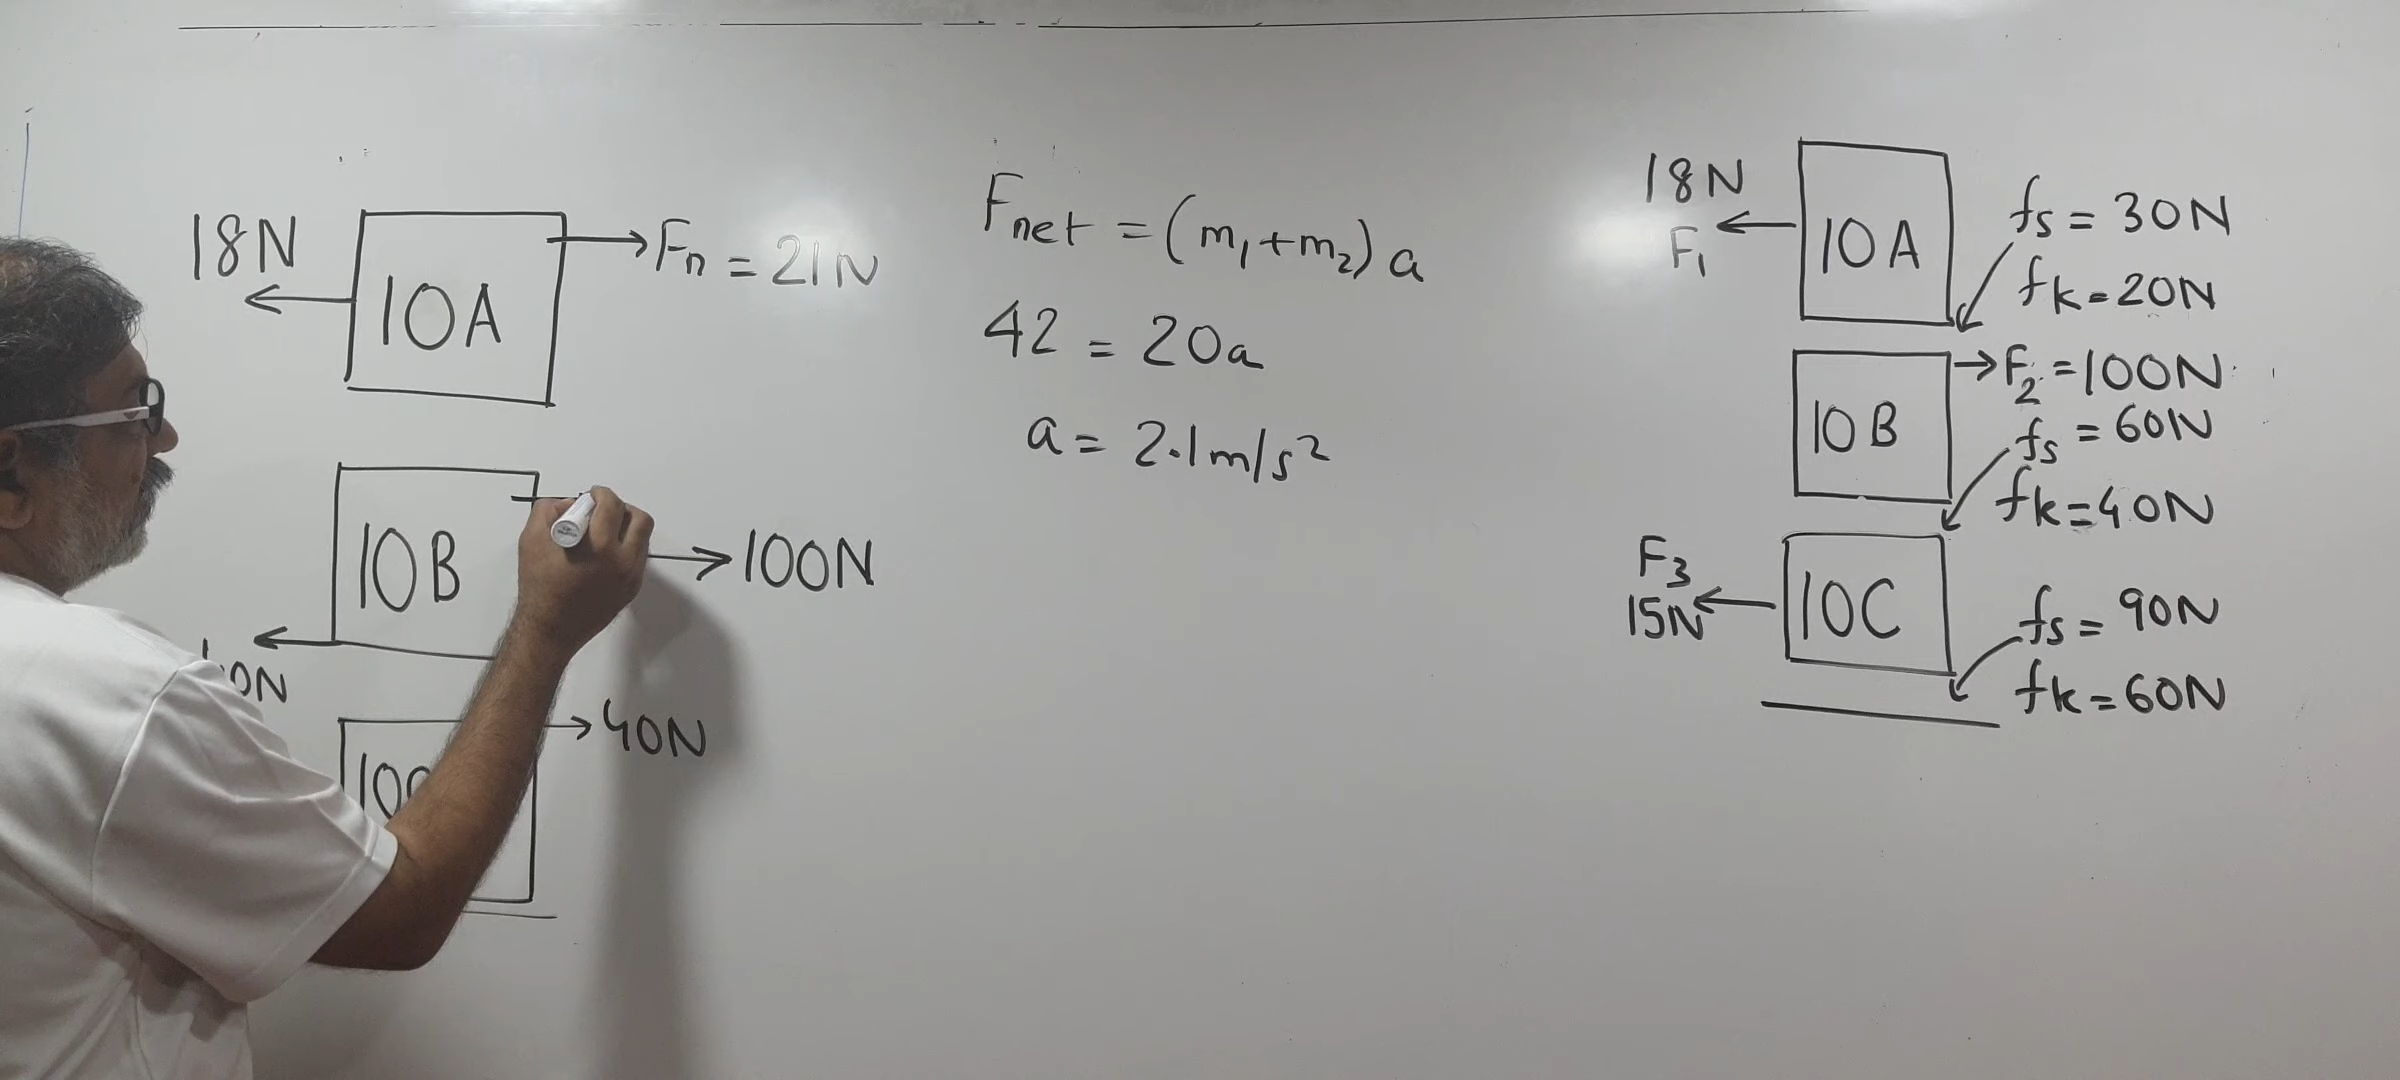 18N
10A
Fn = 21N
10B
100N
0N
40N
Fnet = (m₁+m₂) a
42 = 20a
a = 2.1m/s²
18N
F₁
10A
fs = 30N
fk = 20N
10B
F₂ = 100N
fs = 60N
fk = 40N
F₃
15N
10C
fs = 90N
fk = 60N